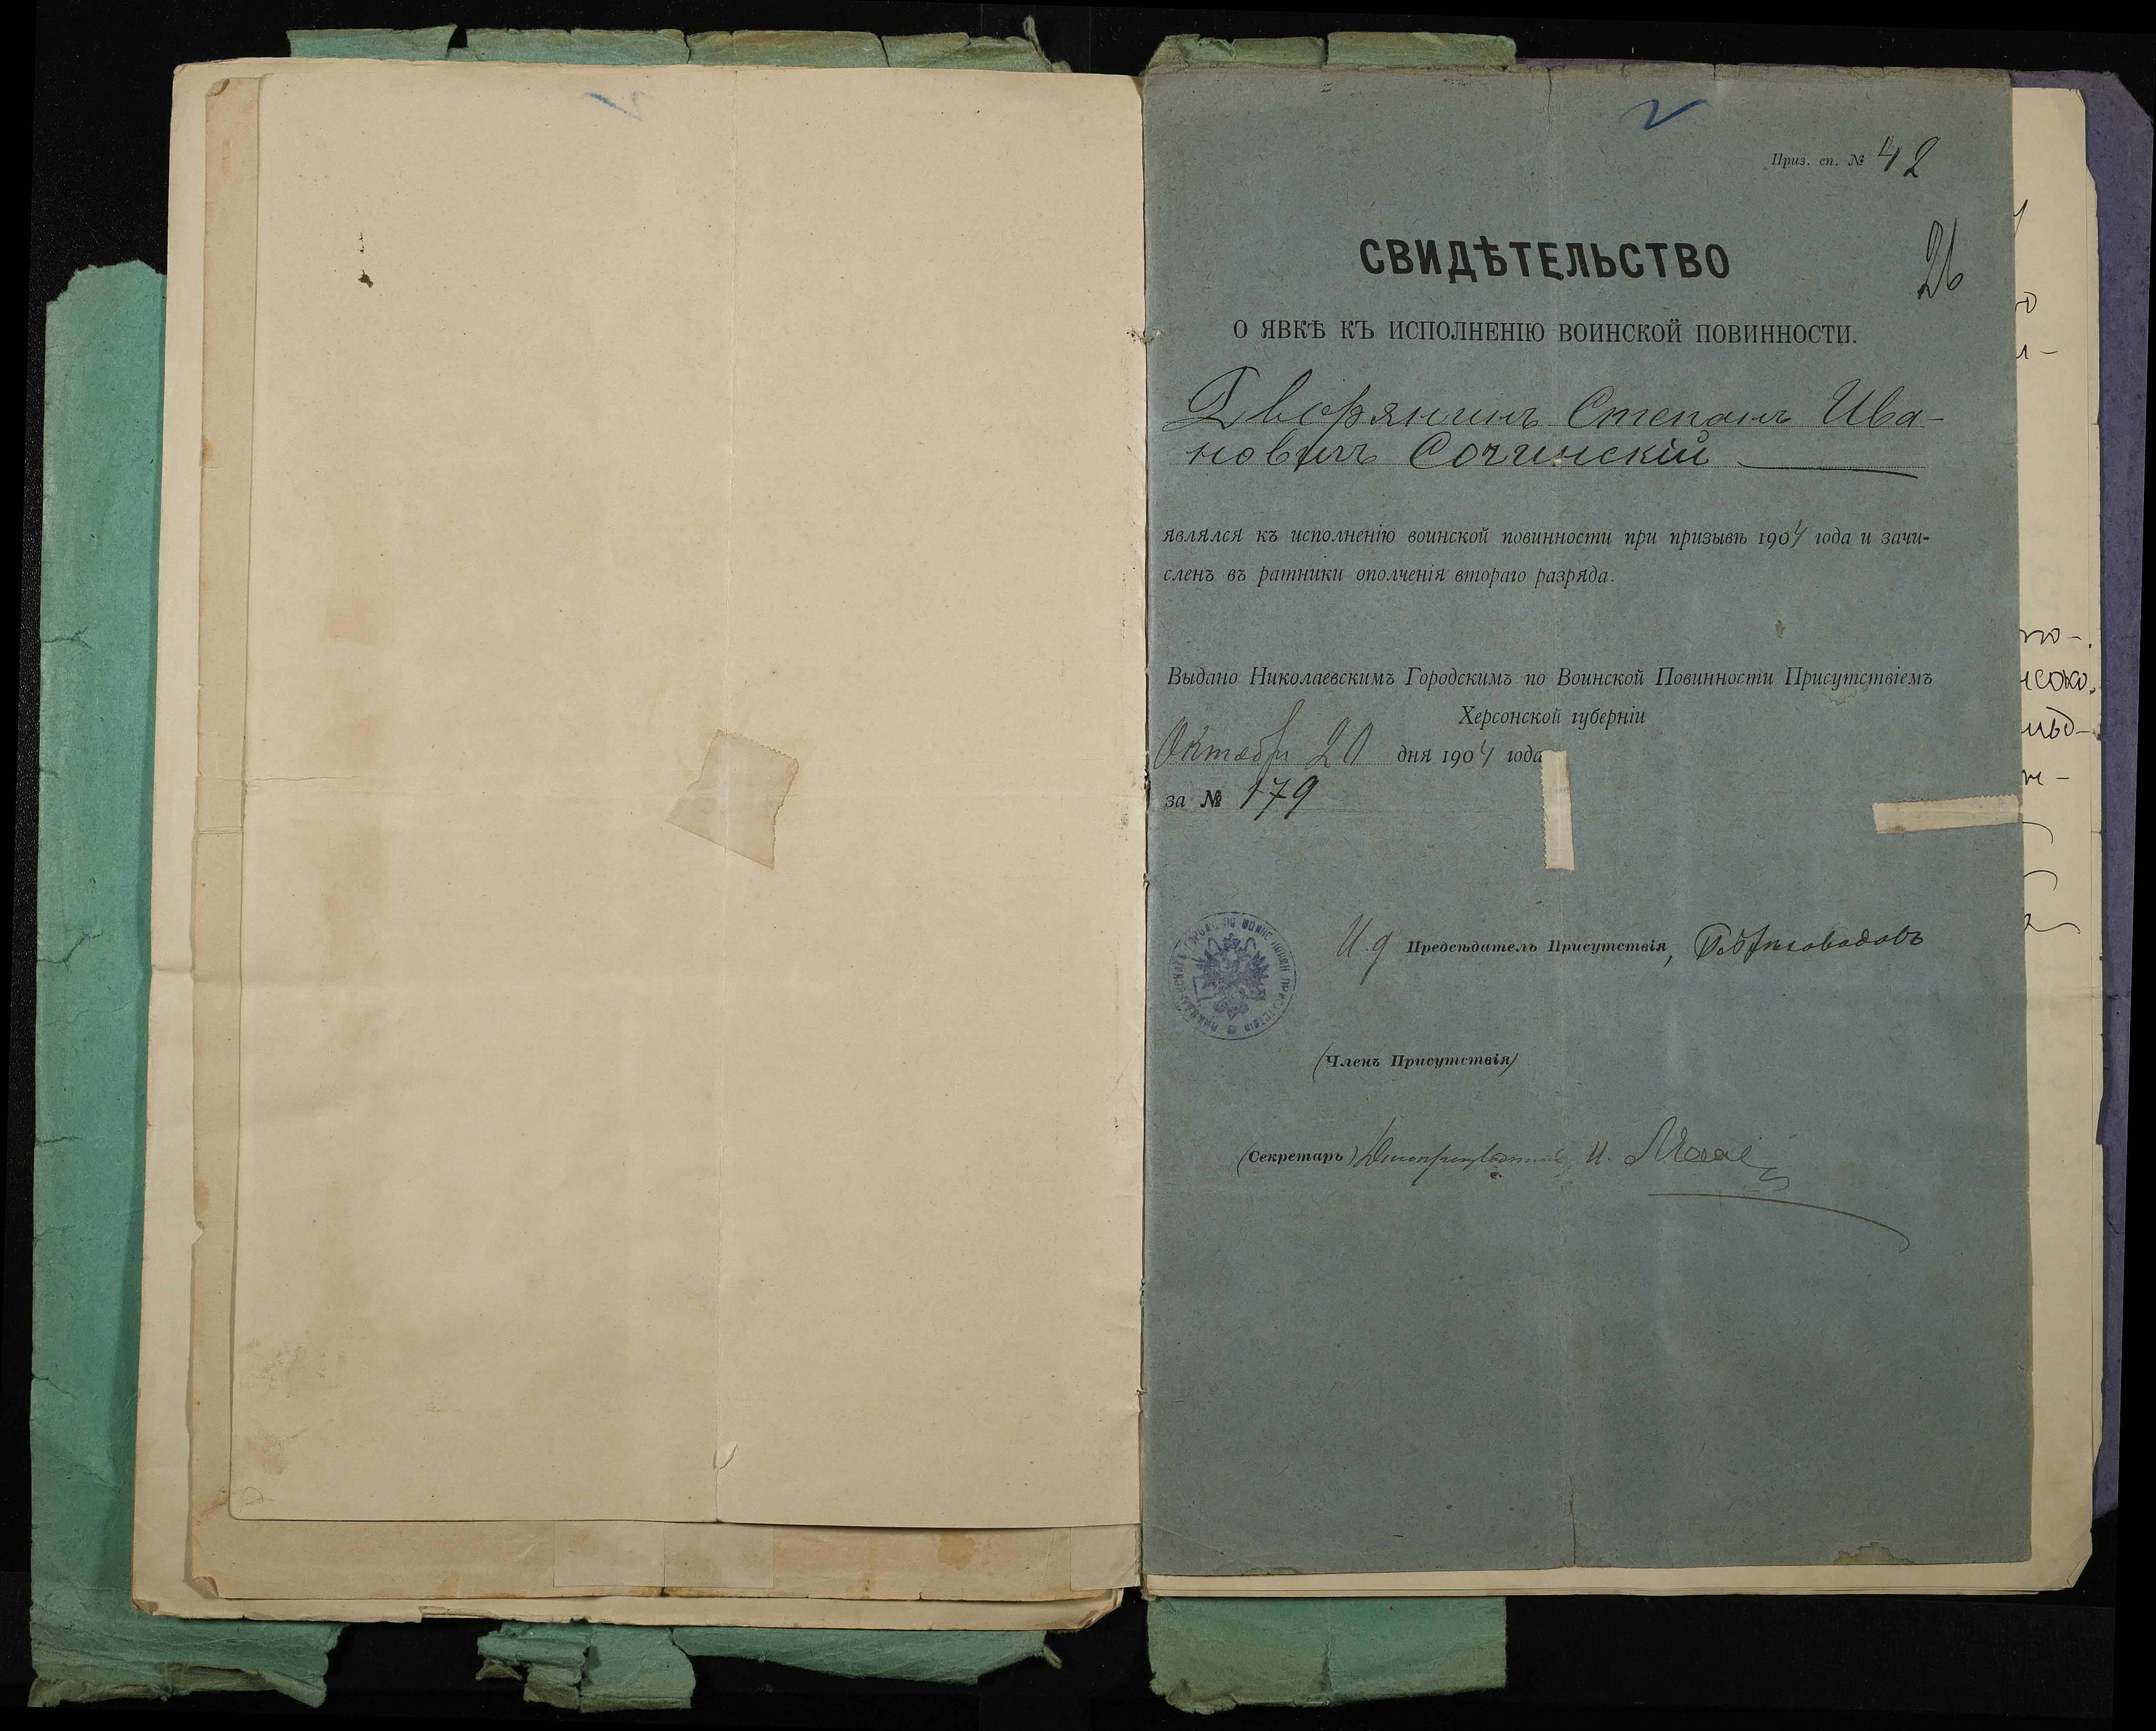 Приз. сп. № 42
26
СВИДѢТЕЛЬСТВО
О ЯВКѢ КЪ ИСПОЛНЕНІЮ ВОИНСКОЙ ПОВИННОСТИ.
Дворянинъ Степанъ Ива-
новичъ Сочинскій
являлся къ исполненію воинской повинности при призывѣ 1904 года и зачи-
сленъ въ ратники ополченія втораго разряда.
Выдано Николаевскимъ Городскимъ по Воинской Повинности Присутствіемъ
Херсонской губерніи
Октября 20 дня 1904 года
за № 179
И д Предсѣдатель Присутствія,
(Членъ Присутствія)
(Секретарь) Дѣлопроизводитель И.